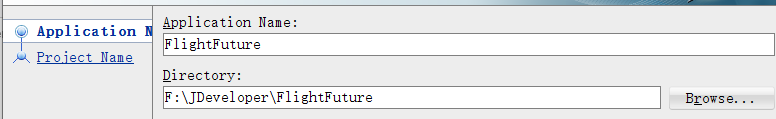 Application N
Project Name
Application Name:
FlightFuture
Directory:
F:\JDeveloper\FlightFuture
Browse...